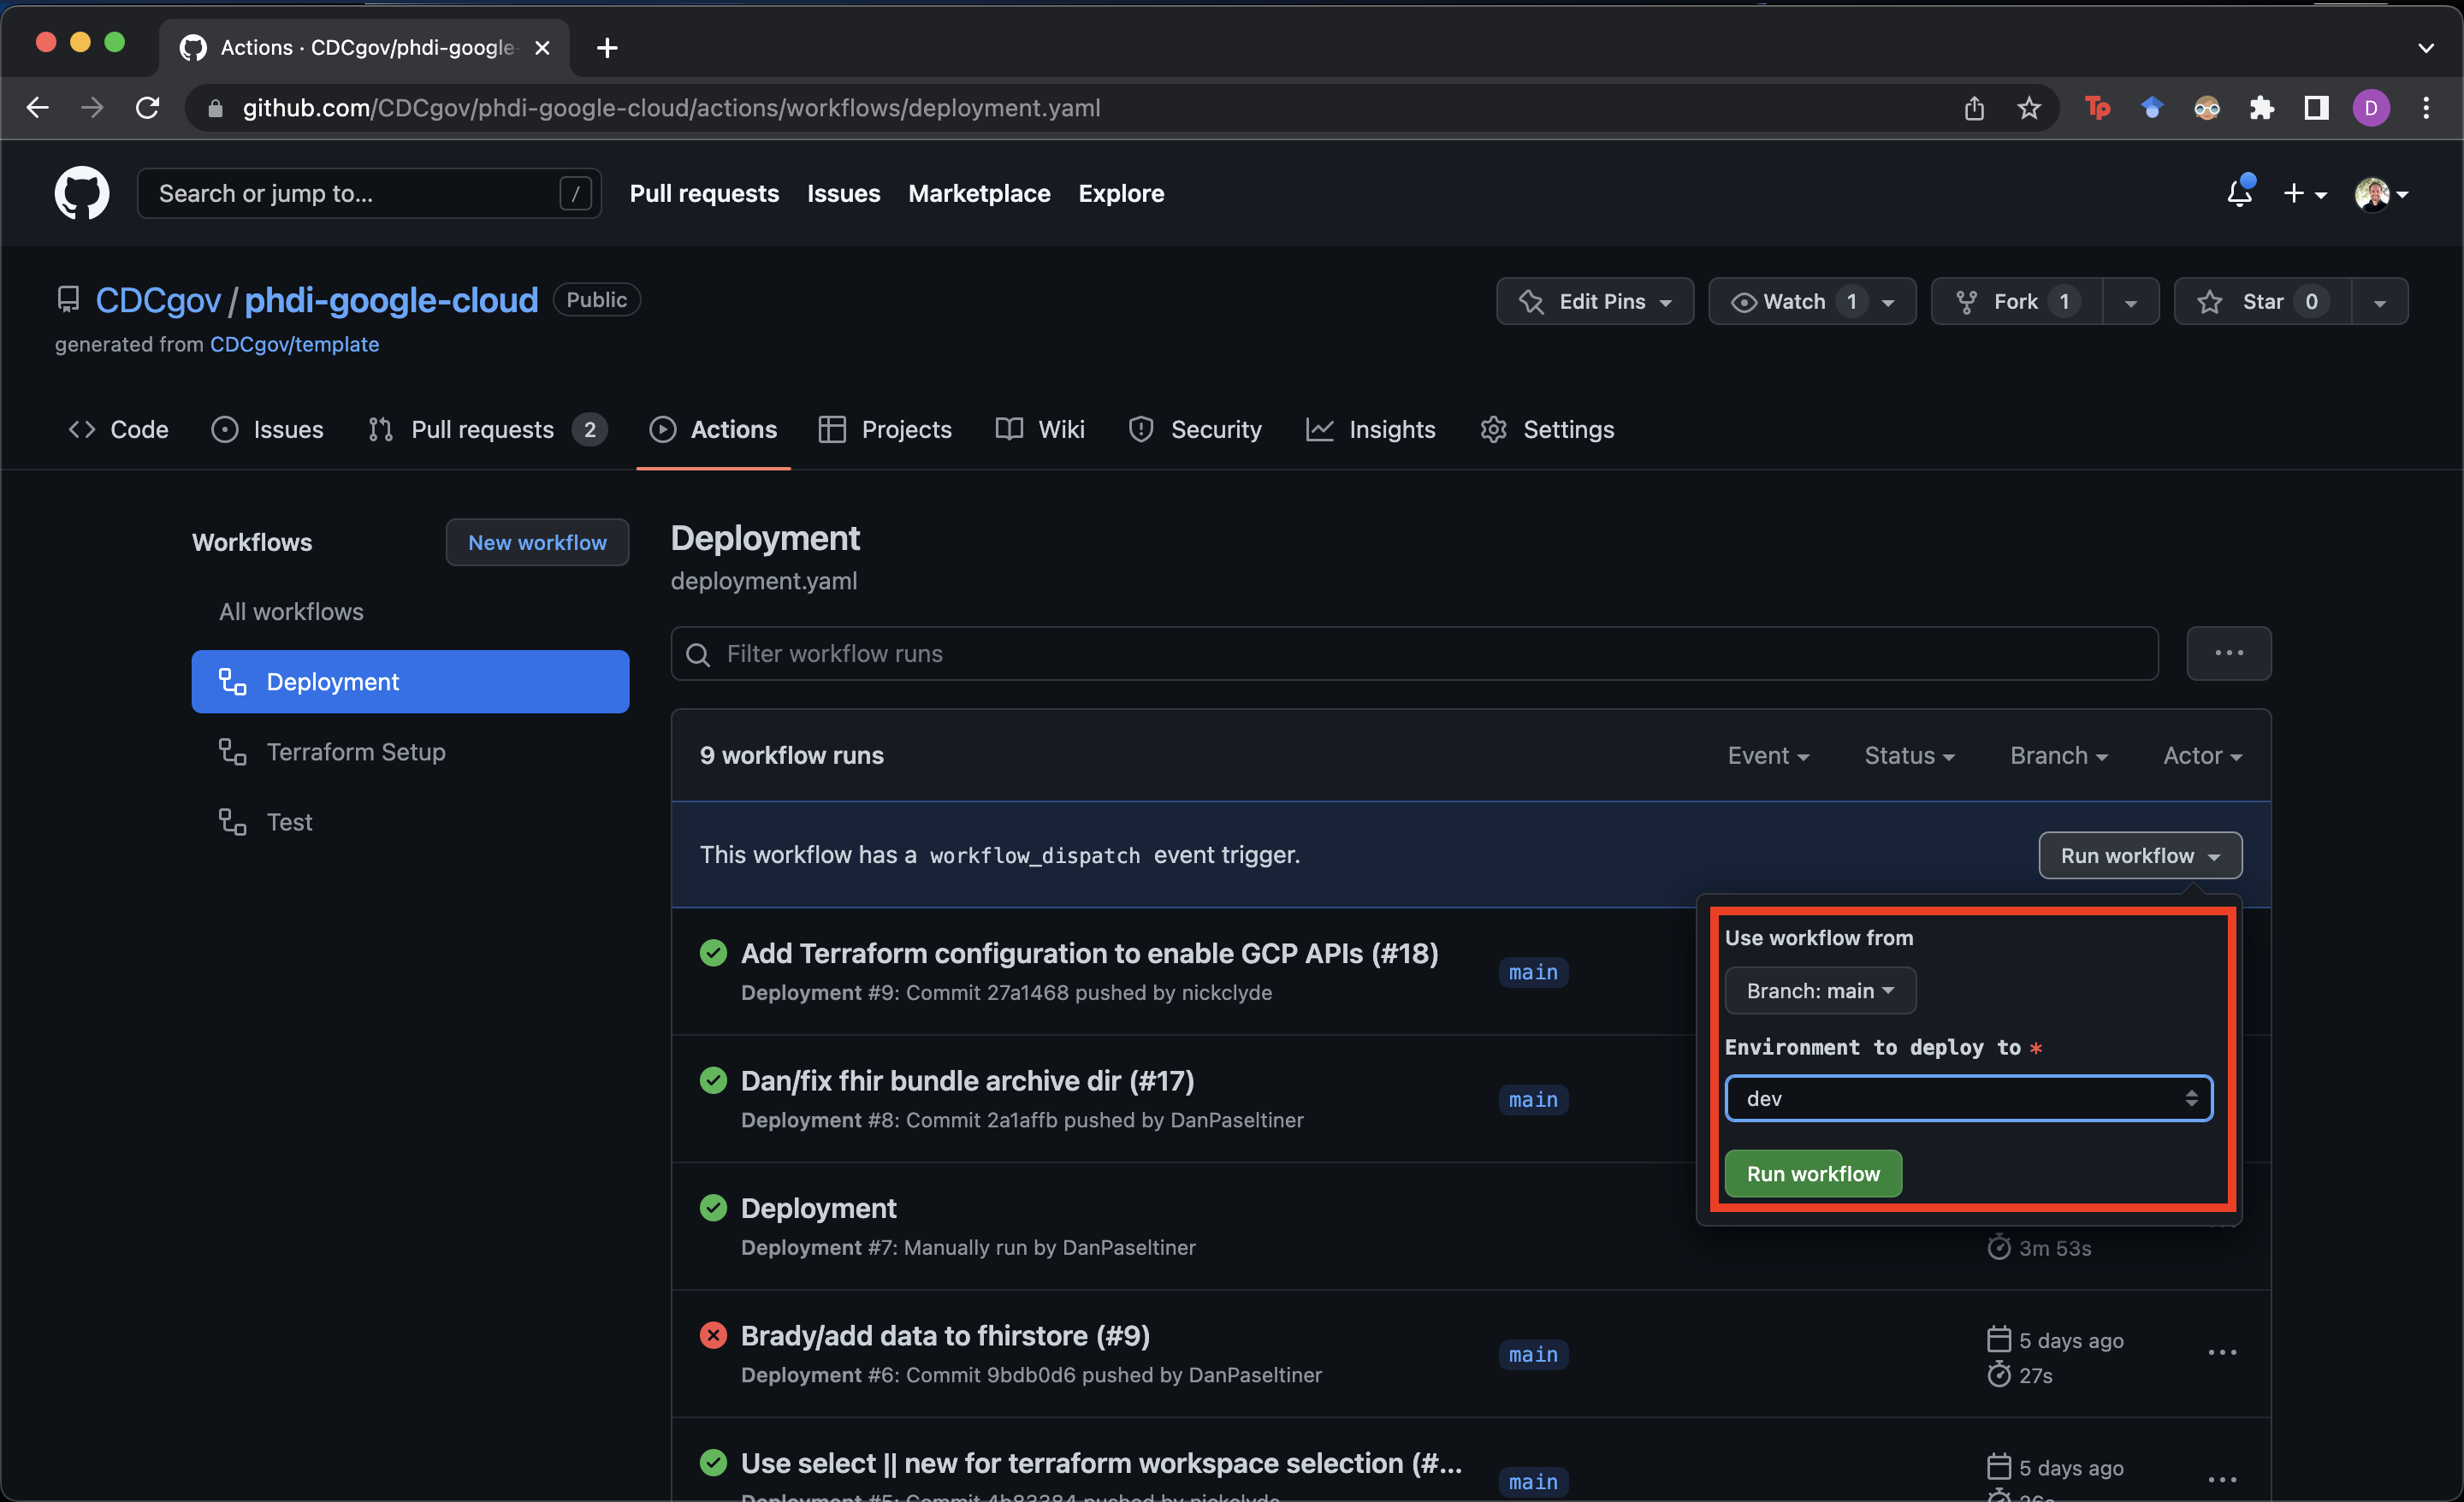 Actions · CDCgov/phdi-google-
github.com/CDCgov/phdi-google-cloud/actions/workflows/deployment.yaml
Tp
D
Search or jump to...
/
Pull requests
Issues
Marketplace
Explore
CDCgov / phdi-google-cloud
Public
Edit Pins
Watch 1
Fork 1
Star 0
generated from CDCgov/template
Code
Issues
Pull requests 2
Actions
Projects
Wiki
Security
Insights
Settings
Workflows
New workflow
All workflows
Deployment
Terraform Setup
Test
Deployment
deployment.yaml
Filter workflow runs
9 workflow runs
Event
Status
Branch
Actor
This workflow has a workflow_dispatch event trigger.
Run workflow
Use workflow from
Branch: main
Environment to deploy to *
dev
Run workflow
Add Terraform configuration to enable GCP APIs (#18)
Deployment #9: Commit 27a1468 pushed by nickclyde
main
Dan/fix fhir bundle archive dir (#17)
Deployment #8: Commit 2a1affb pushed by DanPaseltiner
main
Deployment
Deployment #7: Manually run by DanPaseltiner
3m 53s
Brady/add data to fhirstore (#9)
Deployment #6: Commit 9bdb0d6 pushed by DanPaseltiner
main
5 days ago
27s
Use select || new for terraform workspace selection (#...
Deployment #5: Commit 4b83384 pushed by nickclyde
main
5 days ago